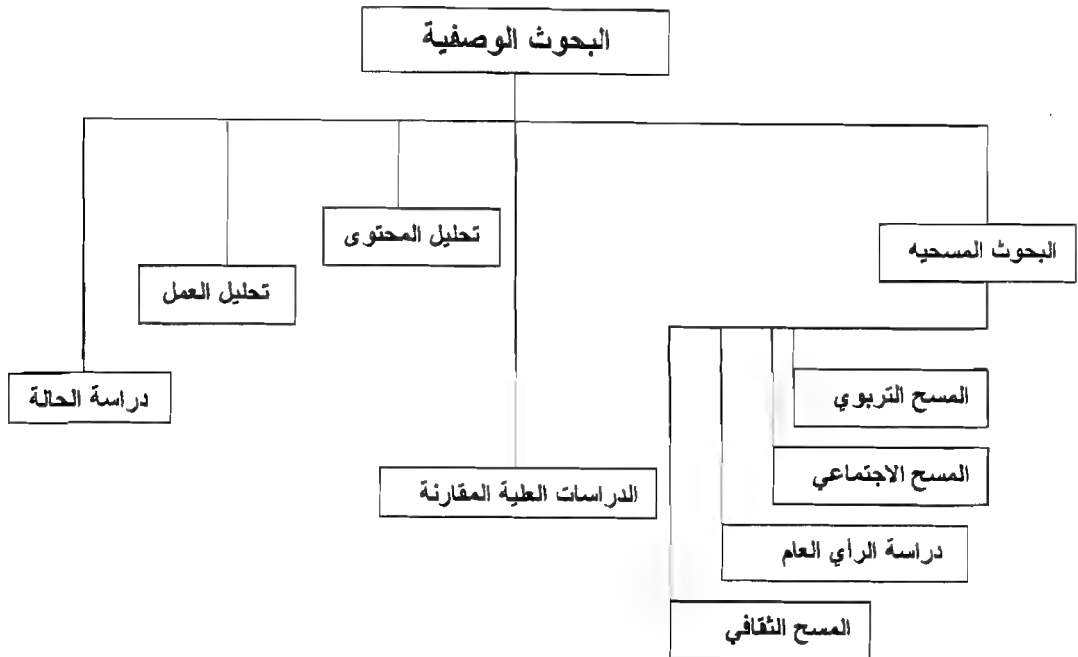 البحوث الوصفية
تحليل المحتوى
البحوث المسحيه
تحليل العمل
المسح التربوي
دراسة الحالة
المسح الاجتماعي
الدراسات العلية المقارنة
دراسة الرأي العام
المسح الثقافي